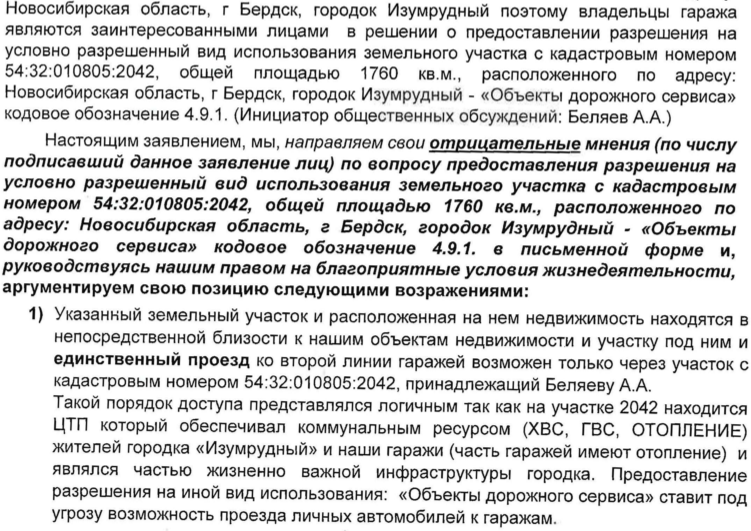 Новосибирская область, г Бердск, городок Изумрудный поэтому владельцы гаража
являются заинтересованными лицами в решении о предоставлении разрешения на
условно разрешенный вид использования земельного участка с кадастровым номером
54:32:010805:2042, общей площадью 1760 кв.м., расположенного по адресу:
Новосибирская область, г Бердск, городок Изумрудный - «Объекты дорожного сервиса»
кодовое обозначение 4.9.1. (Инициатор общественных обсуждений: Беляев А.А.)
Настоящим заявлением, мы, направляем свои отрицательные мнения (по числу
подписавший данное заявление лиц) по вопросу предоставления разрешения на
условно разрешенный вид использования земельного участка с кадастровым
номером 54:32:010805:2042, общей площадью 1760 кв.м., расположенного по
адресу: Новосибирская область, г Бердск, городок Изумрудный - «Объекты
дорожного сервиса» кодовое обозначение 4.9.1. в письменной форме и,
руководствуясь нашим правом на благоприятные условия жизнедеятельности,
аргументируем свою позицию следующими возражениями:
1) Указанный земельный участок и расположенная на нем недвижимость находятся в
непосредственной близости к нашим объектам недвижимости и участку под ним и
единственный проезд ко второй линии гаражей возможен только через участок с
кадастровым номером 54:32:010805:2042, принадлежащий Беляеву А.А.
Такой порядок доступа представлялся логичным так как на участке 2042 находится
ЦТП который обеспечивал коммунальным ресурсом (ХВС, ГВС, ОТОПЛЕНИЕ)
жителей городка «Изумрудный» и наши гаражи (часть гаражей имеют отопление) и
являлся частью жизненно важной инфраструктуры городка. Предоставление
разрешения на иной вид использования: «Объекты дорожного сервиса» ставит под
угрозу возможность проезда личных автомобилей к гаражам.